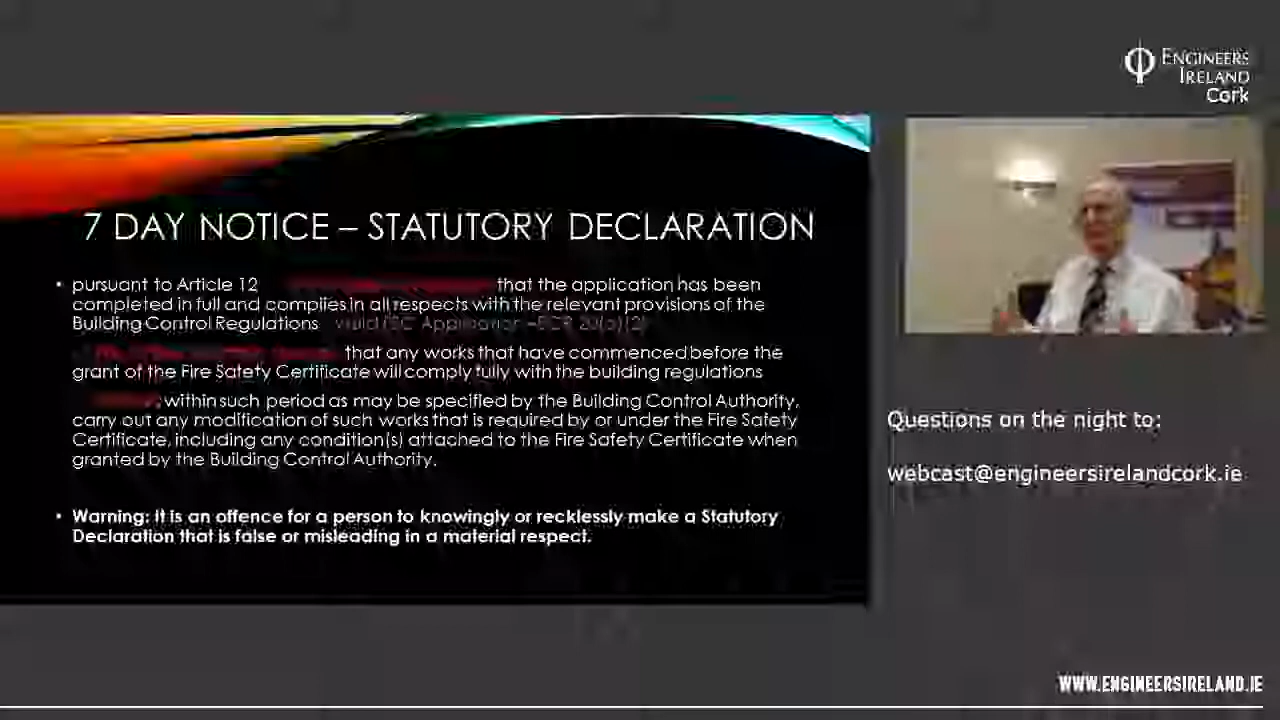 ENGINEERS
IRELAND
Cork
7 DAY NOTICE – STATUTORY DECLARATION
• pursuant to Article 12 that the application has been
completed in full and complies in all respects with the relevant provisions of the
Building Control Regulations
that any works that have commenced before the
grant of the Fire Safety Certificate will comply fully with the building regulations
, within such period as may be specified by the Building Control Authority,
carry out any modification of such works that is required by or under the Fire Safety
Certificate, including any condition(s) attached to the Fire Safety Certificate when
granted by the Building Control Authority.
• Warning: It is an offence for a person to knowingly or recklessly make a Statutory
Declaration that is false or misleading in a material respect.
Questions on the night to:
webcast@engineersirelandcork.ie
WWW.ENGINEERSIRELAND.IE